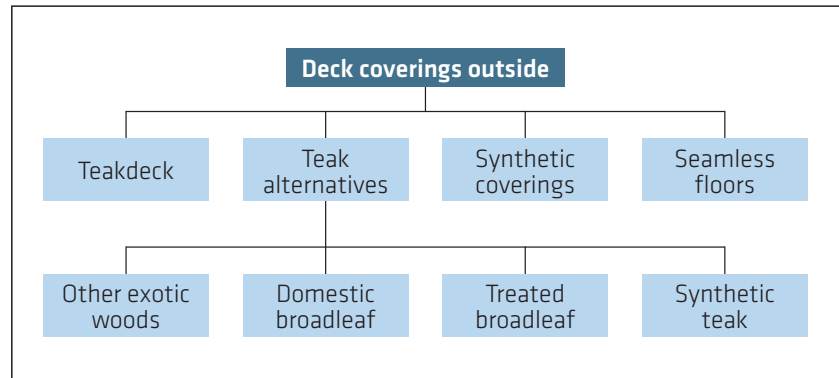 Deck coverings outside
Teakdeck
Teak
alternatives
Synthetic
coverings
Seamless
floors
Other exotic
woods
Domestic
broadleaf
Treated
broadleaf
Synthetic
teak